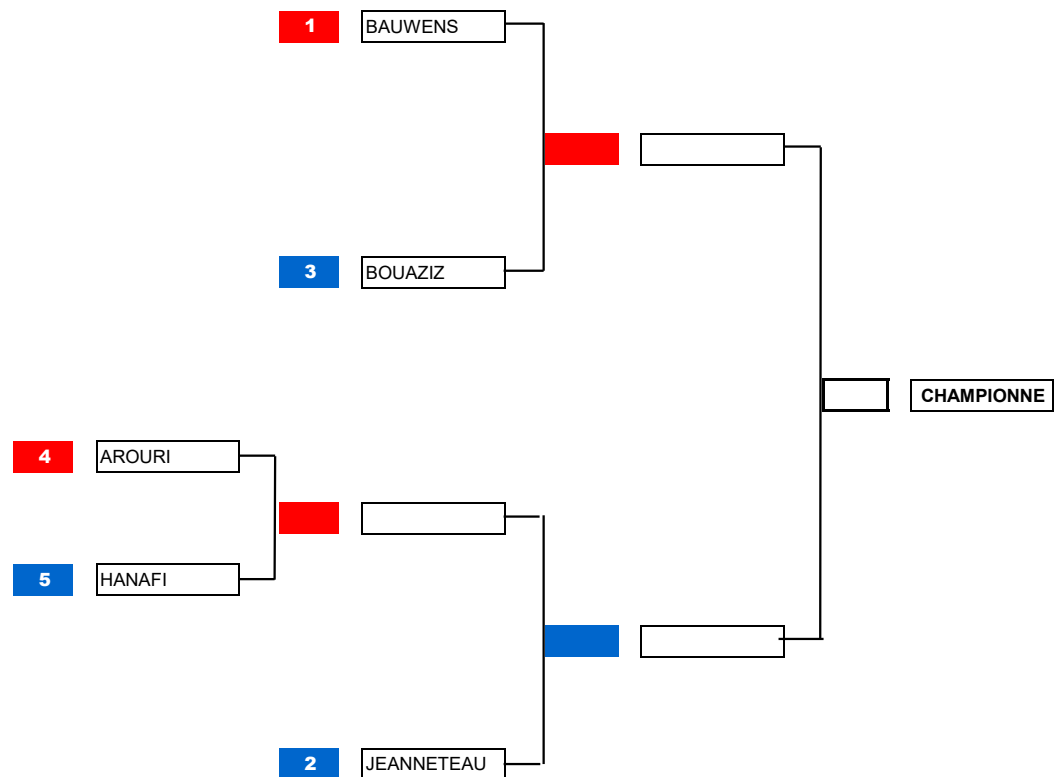 1 BAUWENS
3 BOUAZIZ
CHAMPIONNE
4 AROURI
5 HANAFI
2 JEANNETEAU